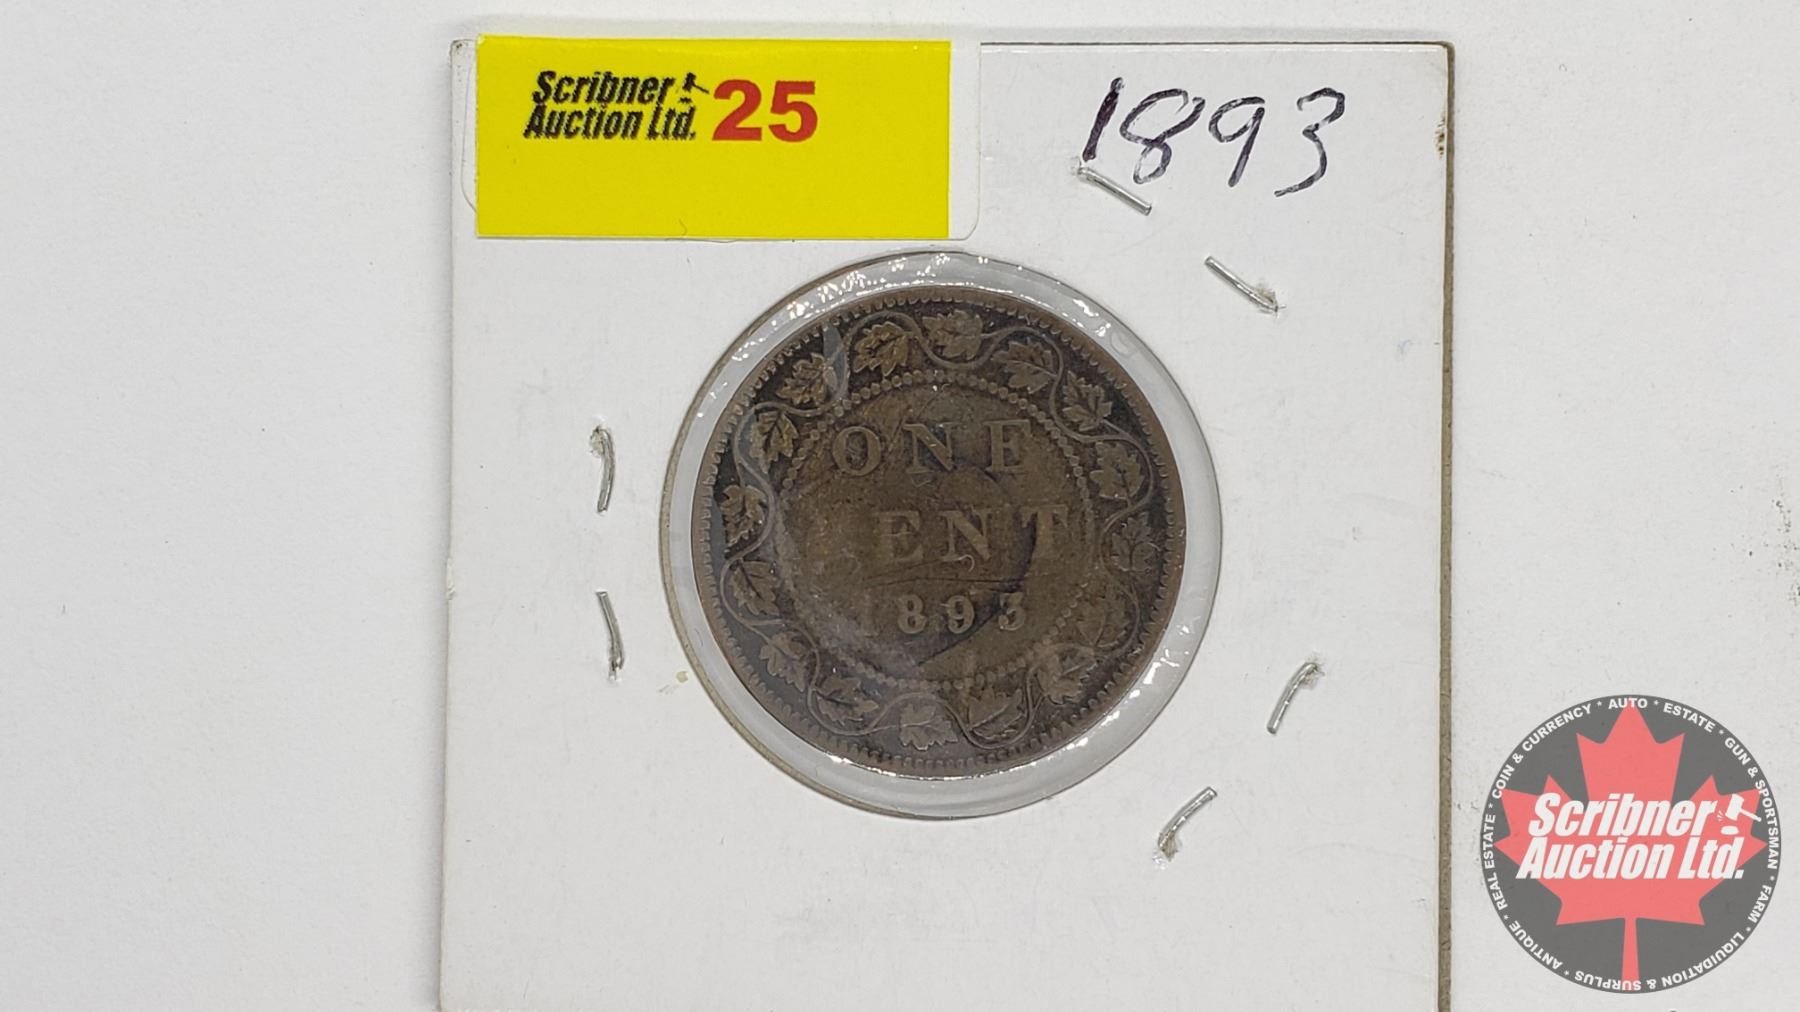 Scribner
Auction Ltd. 25
1893
ONE
ENT
893
Scribner
Auction Ltd.
ANTIQUE * REAL ESTATE * COIN & CURRENCY * AUTO * ESTATE * GUN & SPORTSMAN * FARM * LIQUIDATION & SURPLUS *